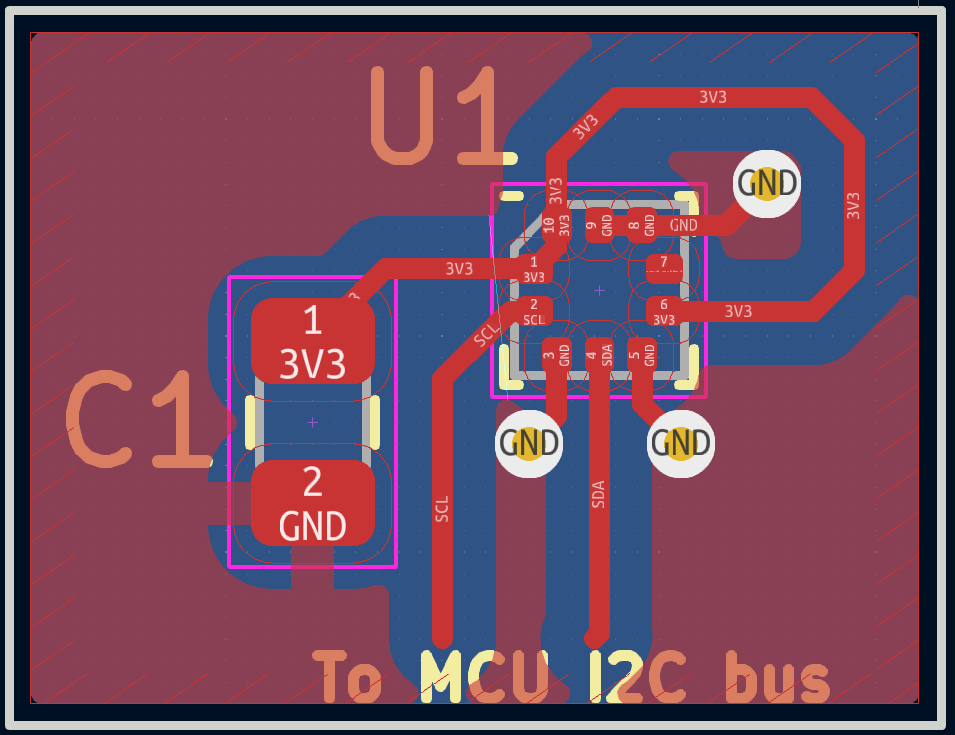 U1
3V3
3V3
GND
3V3
3V3
10
3V3
9
GND
8
GND
GND
1
3V3
7
3V3
3
2
SCL
6
3V3
3V3
SCL
3
GND
4
SDA
5
GND
1
3V3
C1
2
GND
GND
GND
SCL
SDA
To MCU I2C bus